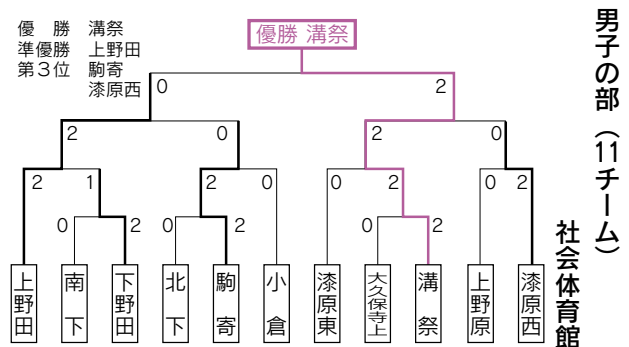 男子の部（11チーム）
社会体育館
優　勝　溝祭
準優勝　上野田
第３位　駒寄
漆原西
優勝 溝祭
0 2
2 0 2 0
2 1 2 0 0 2 0 2
0 2 0 2 0 2
上野田
南下
下野田
北下
駒寄
小倉
漆原東
大久保寺上
溝祭
上野原
漆原西